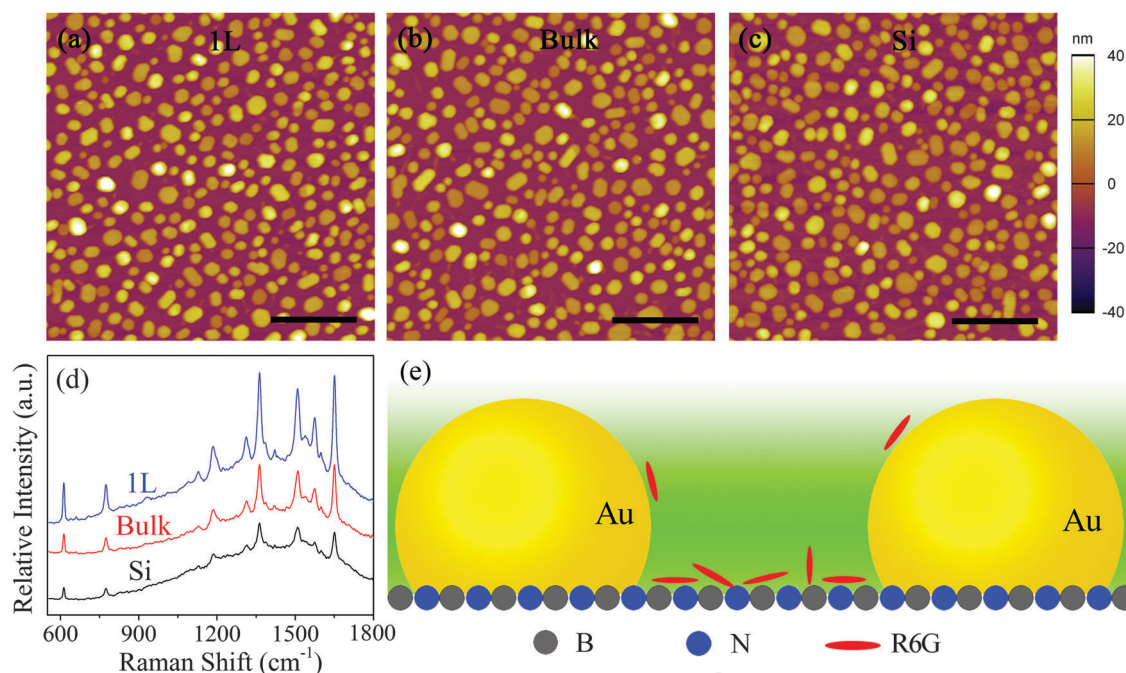 (a) 1L
(b) Bulk
(c) Si
nm
40
20
0
-20
-40
(d)
1L
Bulk
Si
Relative Intensity (a.u.)
600 900 1200 1500 1800
Raman Shift (cm⁻¹)
(e)
Au
Au
B
N
R6G